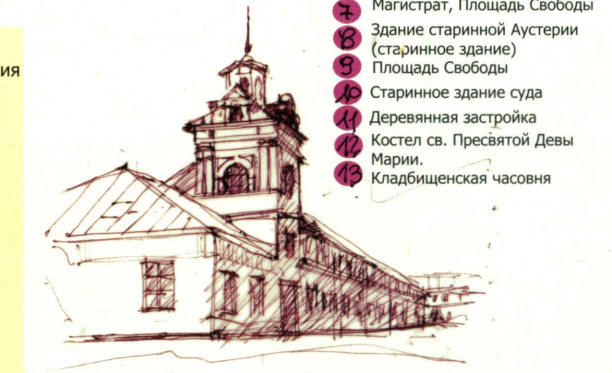 ия
7 Магистрат, Площадь Свободы
8 Здание старинной Аустерии
(старинное здание)
9 Площадь Свободы
10 Старинное здание суда
11 Деревянная застройка
12 Костел св. Пресвятой Девы
Марии.
13 Кладбищенская часовня